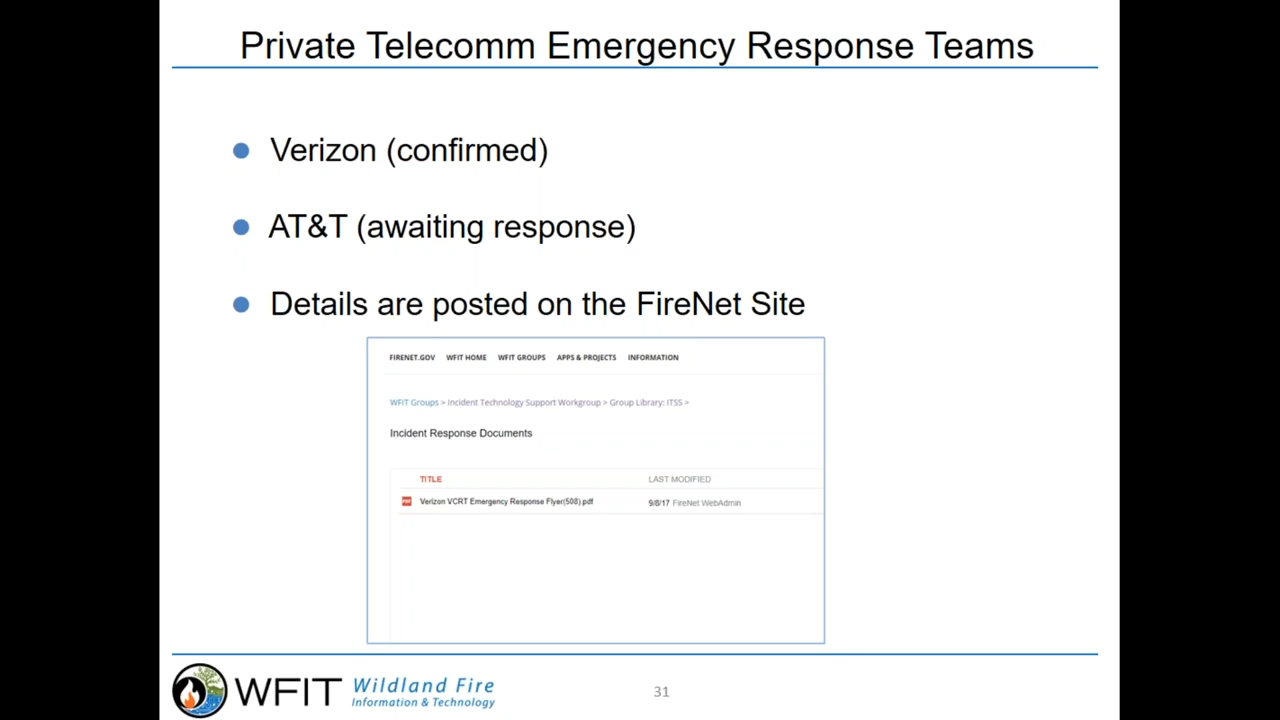 Private Telecomm Emergency Response Teams
Verizon (confirmed)
AT&T (awaiting response)
Details are posted on the FireNet Site
FIRENET.GOV WFIT HOME WFIT GROUPS APPS & PROJECTS INFORMATION
WFIT Groups > Incident Technology Support Workgroup > Group Library: ITSS >
Incident Response Documents
TITLE LAST MODIFIED
PDF Verizon VCRT Emergency Response Flyer(508).pdf 9/8/17 FireNet WebAdmin
WFIT Wildland Fire
Information & Technology
31